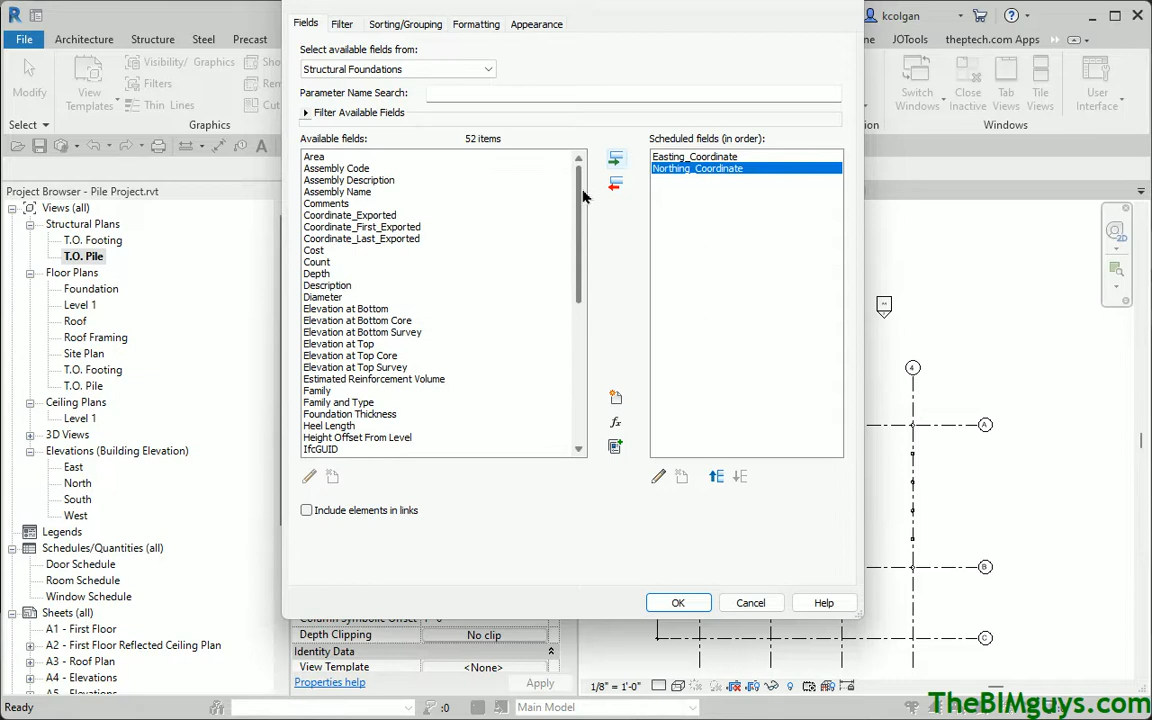 kcolgan
Fields
Filter
Sorting/Grouping
Formatting
Appearance
File
Architecture
Structure
Steel
Precast
JOTools
theptech.com Apps
Select available fields from:
Structural Foundations
Parameter Name Search:
Filter Available Fields
Modify
View
Templates
Visibility/ Graphics
Filters
Thin Lines
Sho
Rem
Cut
Switch
Windows
Close
Inactive
Tab
Views
Tile
Views
User
Interface
Select
Graphics
Windows
Available fields:
52 items
Scheduled fields (in order):
Area
Assembly Code
Assembly Description
Assembly Name
Comments
Coordinate_Exported
Coordinate_First_Exported
Coordinate_Last_Exported
Cost
Count
Depth
Description
Diameter
Elevation at Bottom
Elevation at Bottom Core
Elevation at Bottom Survey
Elevation at Top
Elevation at Top Core
Elevation at Top Survey
Estimated Reinforcement Volume
Family
Family and Type
Foundation Thickness
Heel Length
Height Offset From Level
IfcGUID
Easting_Coordinate
Northing_Coordinate
fx
Include elements in links
OK
Cancel
Help
Project Browser - Pile Project.rvt
Views (all)
Structural Plans
T.O. Footing
T.O. Pile
Floor Plans
Foundation
Level 1
Roof
Roof Framing
Site Plan
T.O. Footing
T.O. Pile
Ceiling Plans
Level 1
3D Views
Elevations (Building Elevation)
East
North
South
West
Legends
Schedules/Quantities (all)
Door Schedule
Room Schedule
Window Schedule
Sheets (all)
A1 - First Floor
A2 - First Floor Reflected Ceiling Plan
A3 - Roof Plan
A4 - Elevations
4
A
B
C
Depth Clipping
No clip
Identity Data
View Template
<None>
Properties help
Apply
1/8" = 1'-0"
Ready
:0
Main Model
TheBIMguys.com